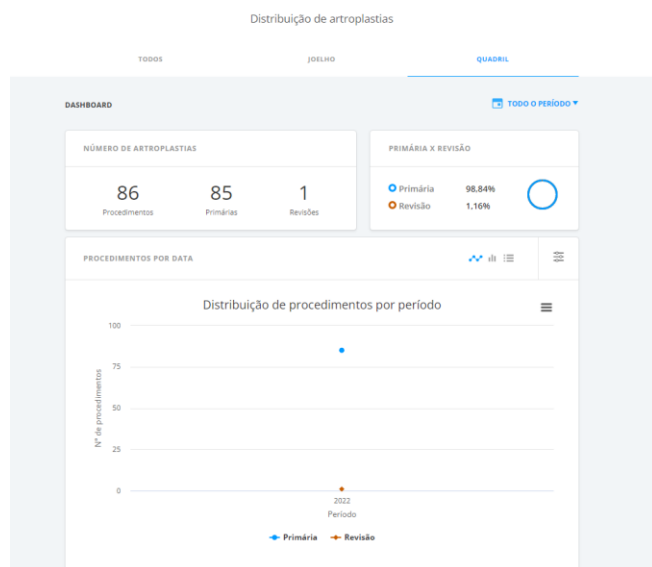 Distribuição de artroplastias
TODOS JOELHO QUADRIL
DASHBOARD TODO O PERÍODO
NÚMERO DE ARTROPLASTIAS
86 85 1
Procedimentos Primárias Revisões
PRIMÁRIA X REVISÃO
Primária 98.84%
Revisão 1.16%
PROCEDIMENTOS POR DATA
Distribuição de procedimentos por período
100
75
50
25
0
Nº de procedimentos
2022
Período
Primária Revisão